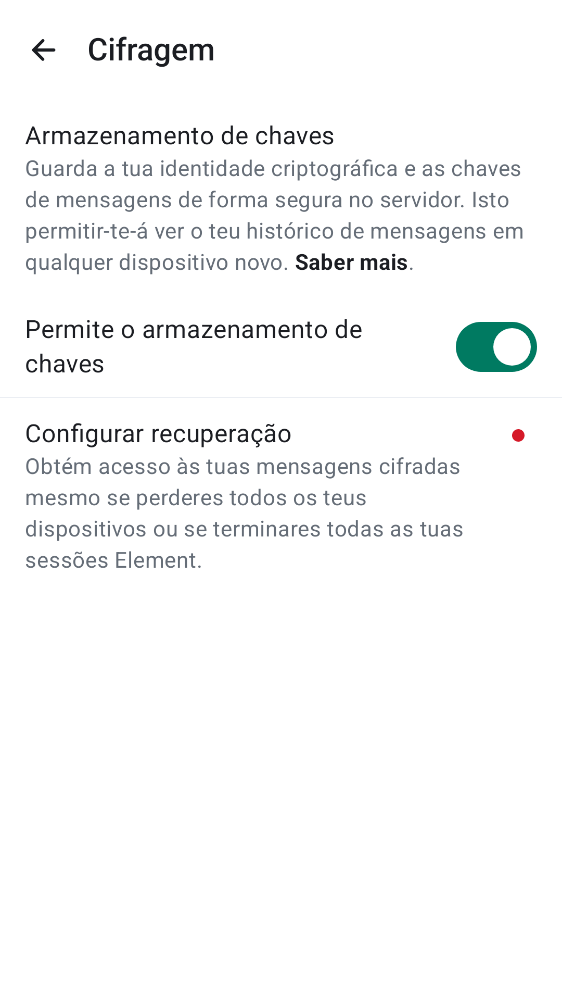 Cifragem
Armazenamento de chaves
Guarda a tua identidade criptográfica e as chaves
de mensagens de forma segura no servidor. Isto
permitir-te-á ver o teu histórico de mensagens em
qualquer dispositivo novo. Saber mais.
Permite o armazenamento de
chaves
Configurar recuperação
Obtém acesso às tuas mensagens cifradas
mesmo se perderes todos os teus
dispositivos ou se terminares todas as tuas
sessões Element.